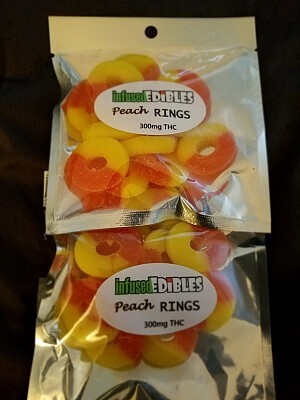 infusedEDIBLES
Peach RINGS
300mg THC
infusedEDIBLES
Peach RINGS
300mg THC